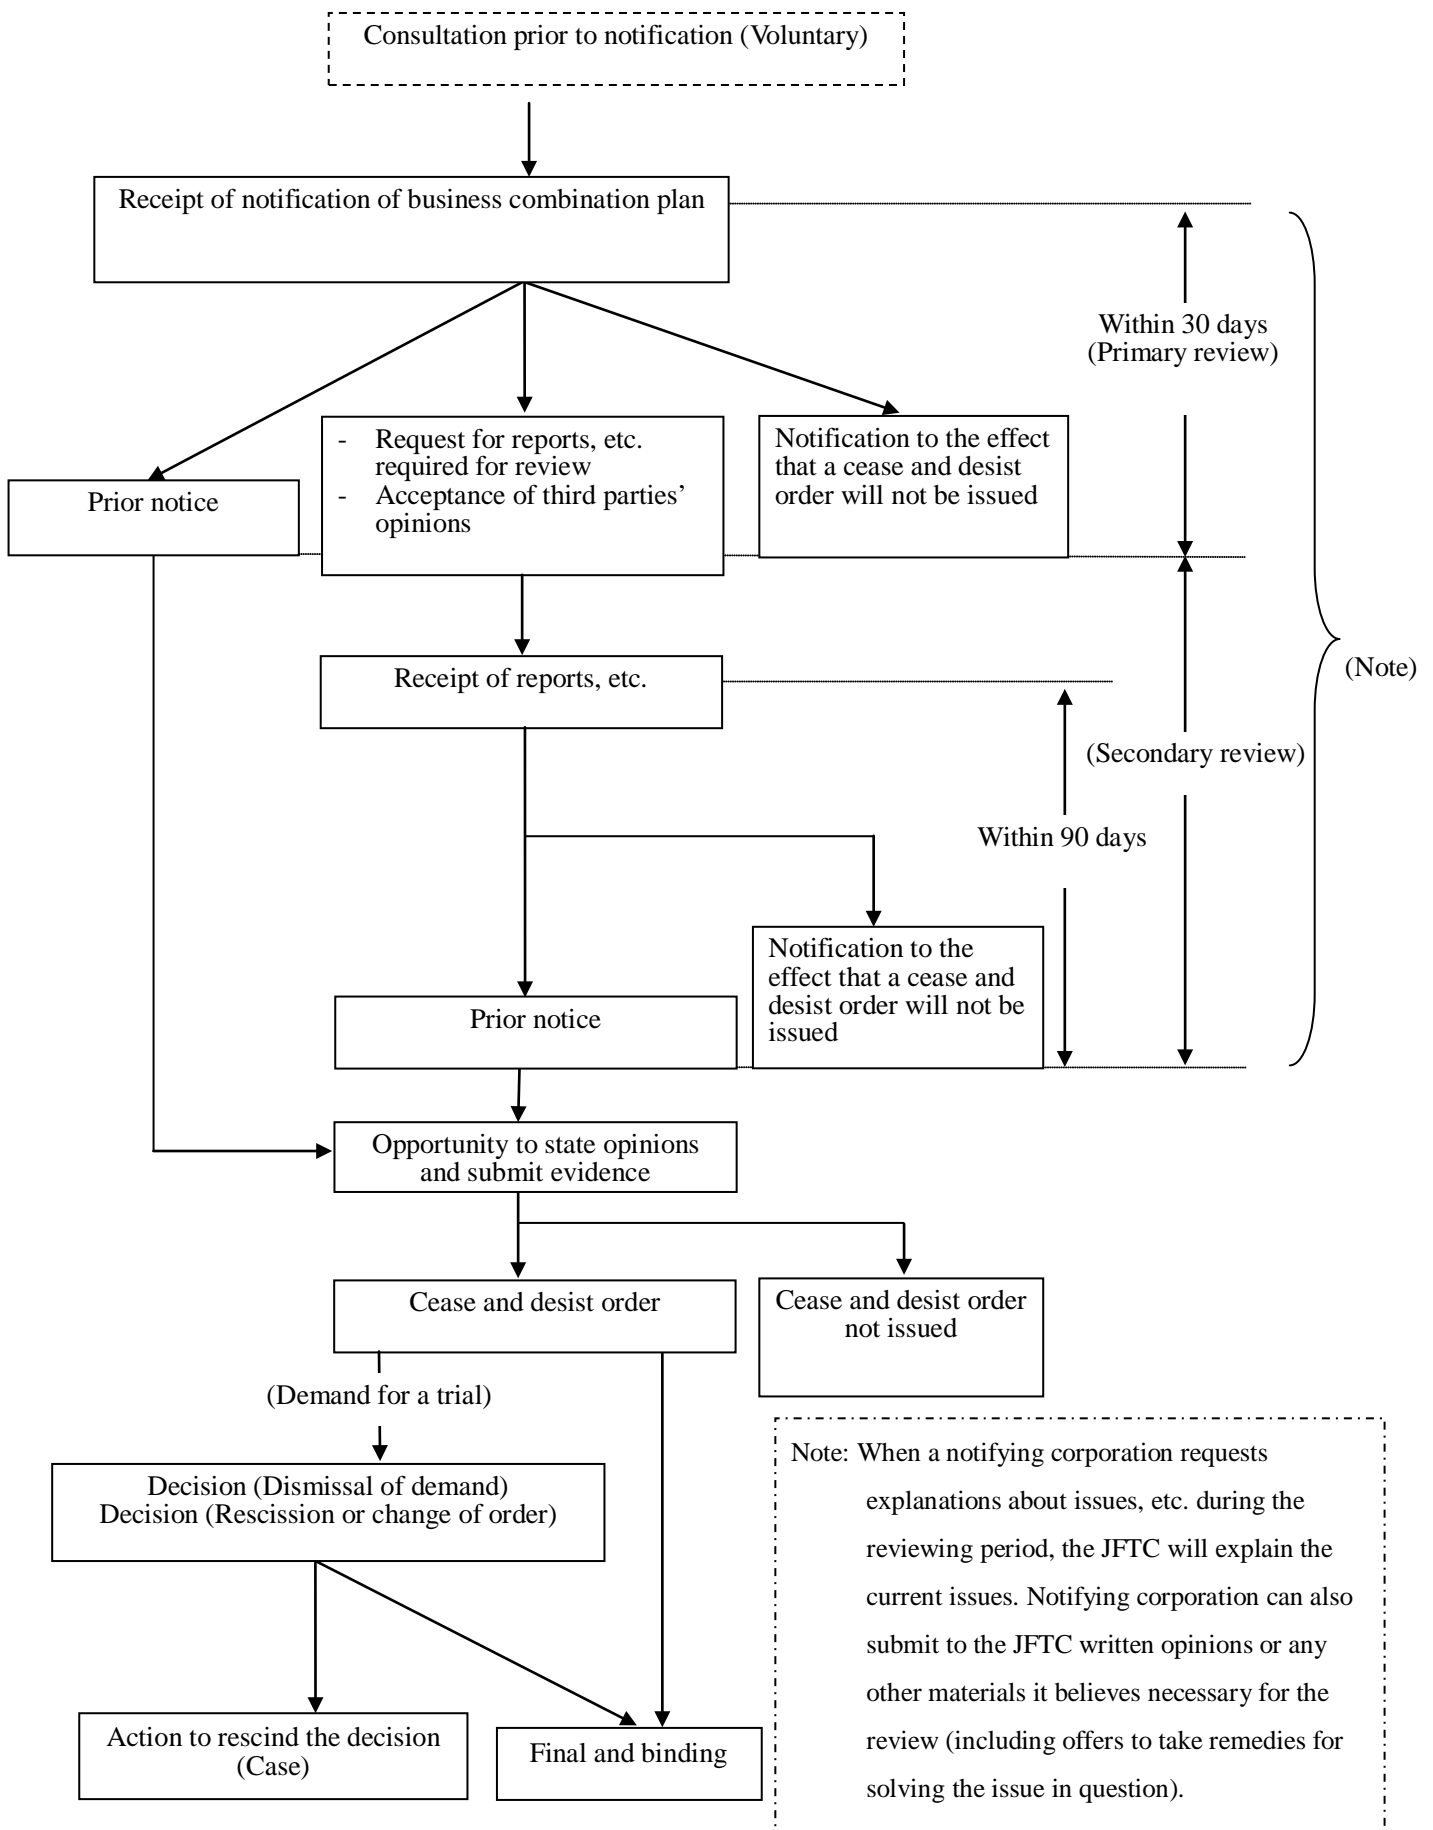 Consultation prior to notification (Voluntary)
Receipt of notification of business combination plan
Within 30 days
(Primary review)
- Request for reports, etc.
required for review
- Acceptance of third parties’
opinions
Notification to the effect
that a cease and desist
order will not be issued
Prior notice
Receipt of reports, etc.
(Note)
(Secondary review)
Within 90 days
Notification to the
effect that a cease and
desist order will not be
issued
Prior notice
Opportunity to state opinions
and submit evidence
Cease and desist order
Cease and desist order
not issued
(Demand for a trial)
Decision (Dismissal of demand)
Decision (Rescission or change of order)
Action to rescind the decision
(Case)
Final and binding
Note: When a notifying corporation requests
explanations about issues, etc. during the
reviewing period, the JFTC will explain the
current issues. Notifying corporation can also
submit to the JFTC written opinions or any
other materials it believes necessary for the
review (including offers to take remedies for
solving the issue in question).